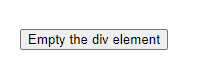 Empty the div element